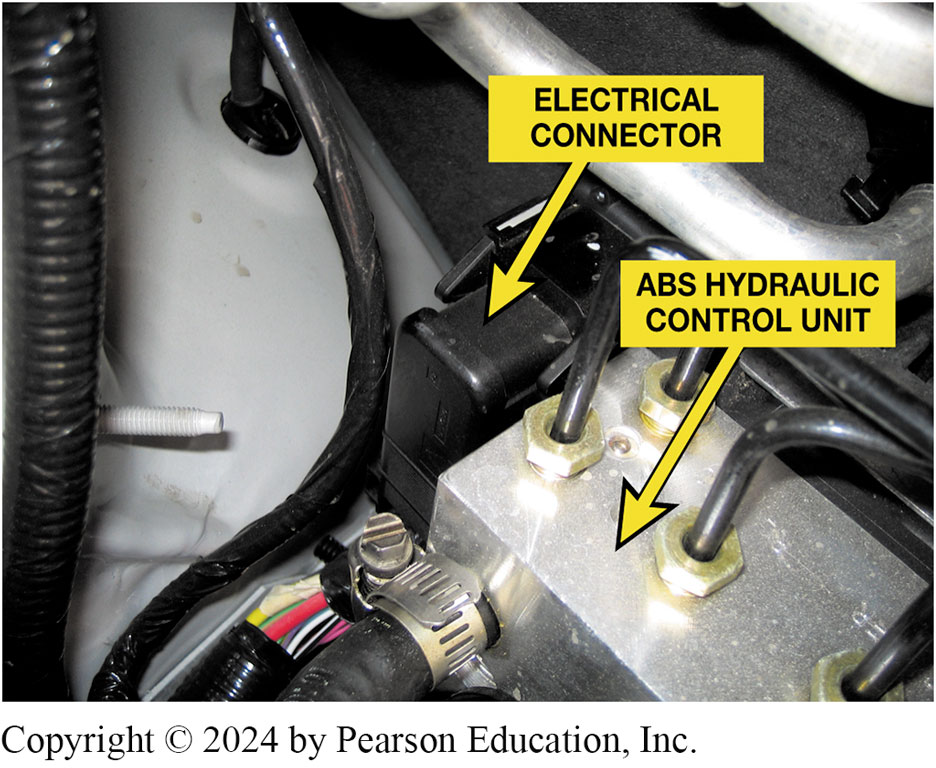 ELECTRICAL
CONNECTOR
ABS HYDRAULIC
CONTROL UNIT
Copyright © 2024 by Pearson Education, Inc.